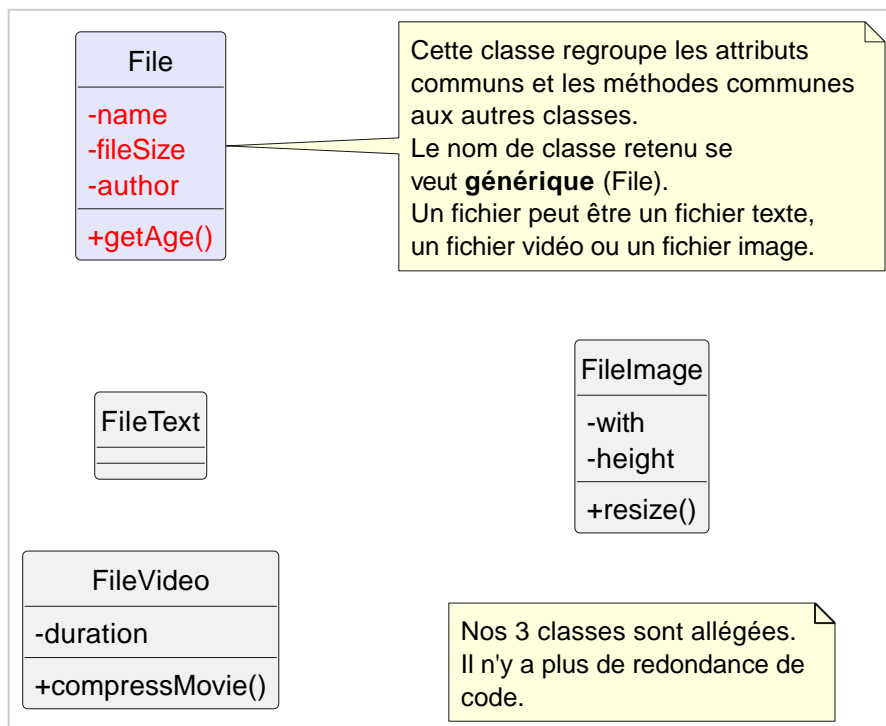 File
-name
-fileSize
-author
+getAge()
Cette classe regroupe les attributs
communs et les méthodes communes
aux autres classes.
Le nom de classe retenu se
veut générique (File).
Un fichier peut être un fichier texte,
un fichier vidéo ou un fichier image.
FileText
FileImage
-with
-height
+resize()
FileVideo
-duration
+compressMovie()
Nos 3 classes sont allégées.
Il n'y a plus de redondance de
code.